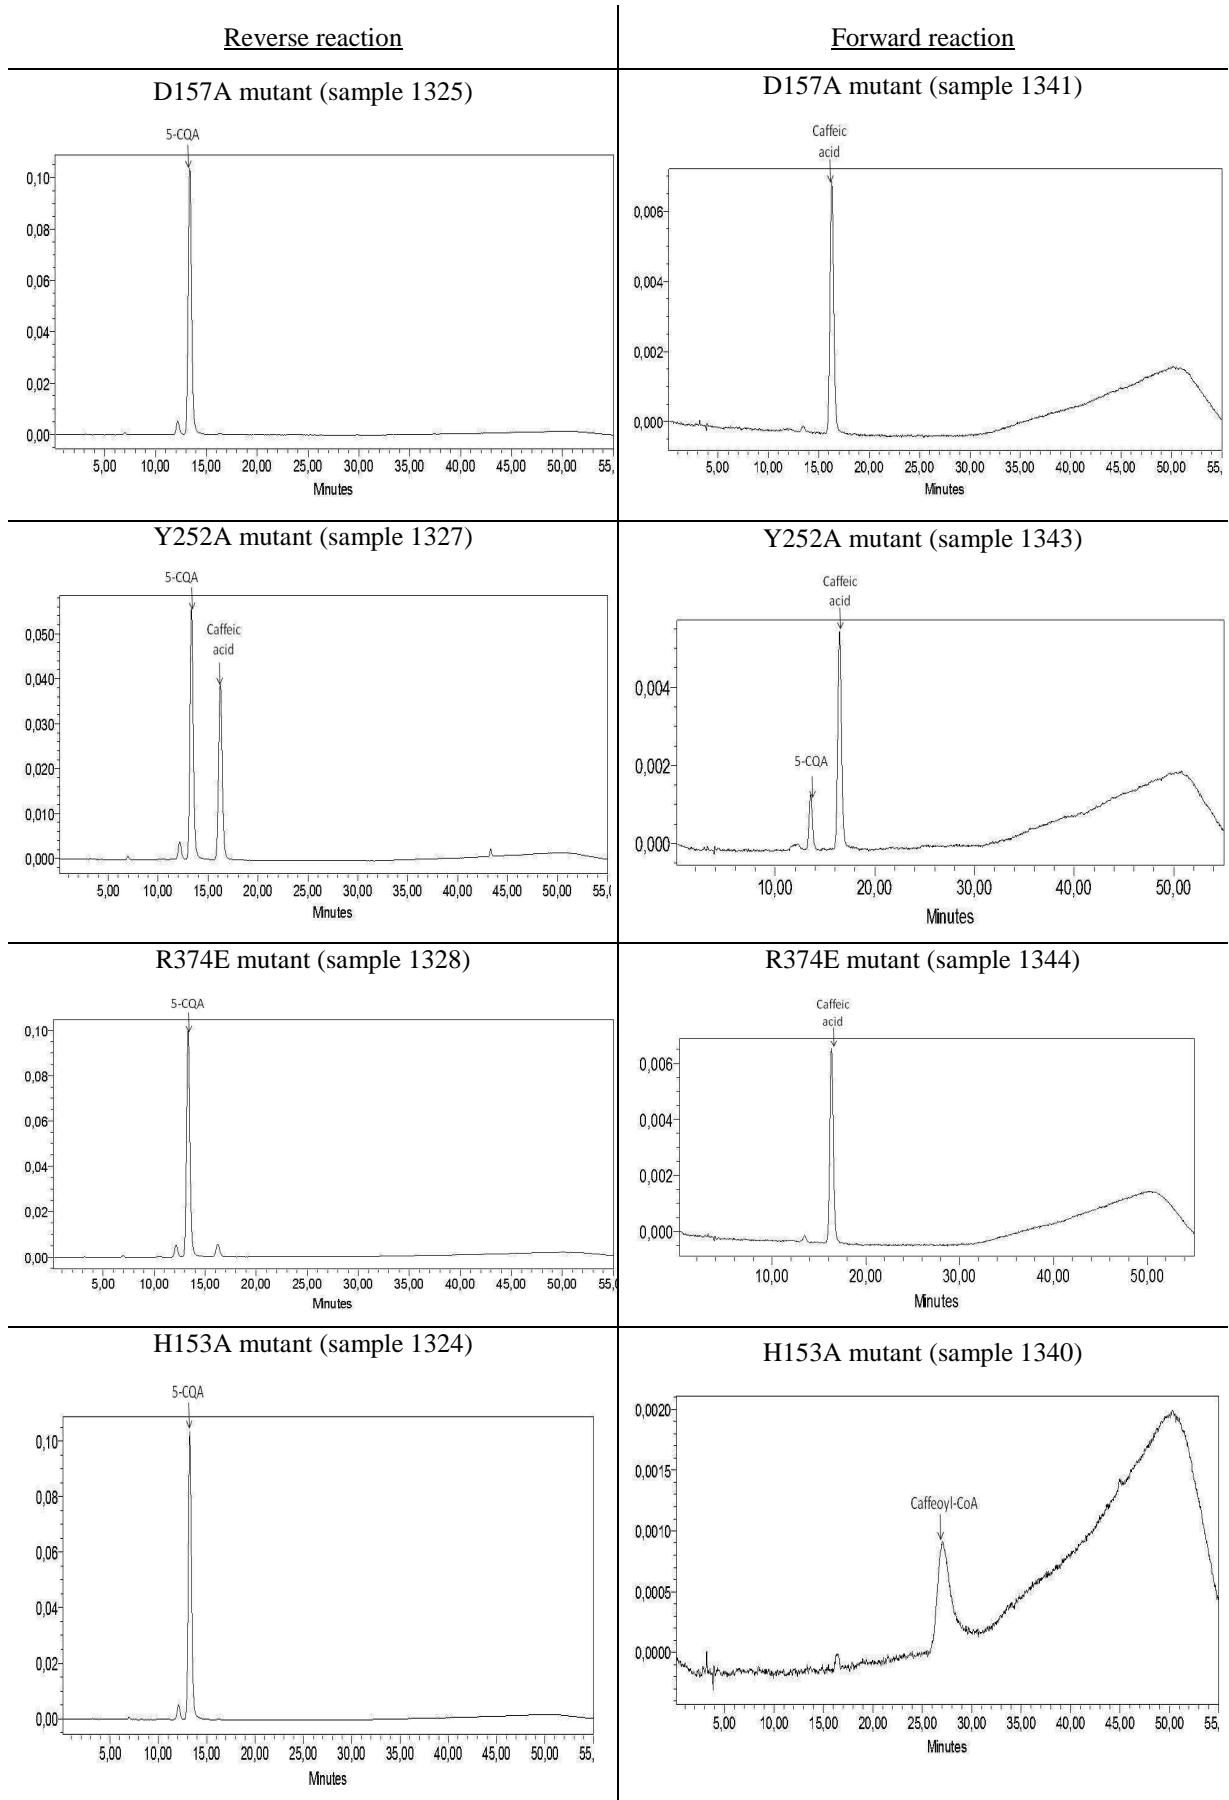 Reverse reaction
Forward reaction
D157A mutant (sample 1325)
5-CQA
0,10
0,08
0,06
0,04
0,02
0,00
5,00 10,00 15,00 20,00 25,00 30,00 35,00 40,00 45,00 50,00 55,
Minutes
D157A mutant (sample 1341)
Caffeic
acid
0,006
0,004
0,002
0,000
5,00 10,00 15,00 20,00 25,00 30,00 35,00 40,00 45,00 50,00 55,
Minutes
Y252A mutant (sample 1327)
5-CQA
Caffeic
acid
0,050
0,040
0,030
0,020
0,010
0,000
5,00 10,00 15,00 20,00 25,00 30,00 35,00 40,00 45,00 50,00 55,
Minutes
Y252A mutant (sample 1343)
Caffeic
acid
5-CQA
0,004
0,002
0,000
10,00 20,00 30,00 40,00 50,00
Minutes
R374E mutant (sample 1328)
5-CQA
0,10
0,08
0,06
0,04
0,02
0,00
5,00 10,00 15,00 20,00 25,00 30,00 35,00 40,00 45,00 50,00 55,
Minutes
R374E mutant (sample 1344)
Caffeic
acid
0,006
0,004
0,002
0,000
10,00 20,00 30,00 40,00 50,00
Minutes
H153A mutant (sample 1324)
5-CQA
0,10
0,08
0,06
0,04
0,02
0,00
5,00 10,00 15,00 20,00 25,00 30,00 35,00 40,00 45,00 50,00 55,
Minutes
H153A mutant (sample 1340)
Caffeoyl-CoA
0,0020
0,0015
0,0010
0,0005
0,0000
5,00 10,00 15,00 20,00 25,00 30,00 35,00 40,00 45,00 50,00 55,
Minutes